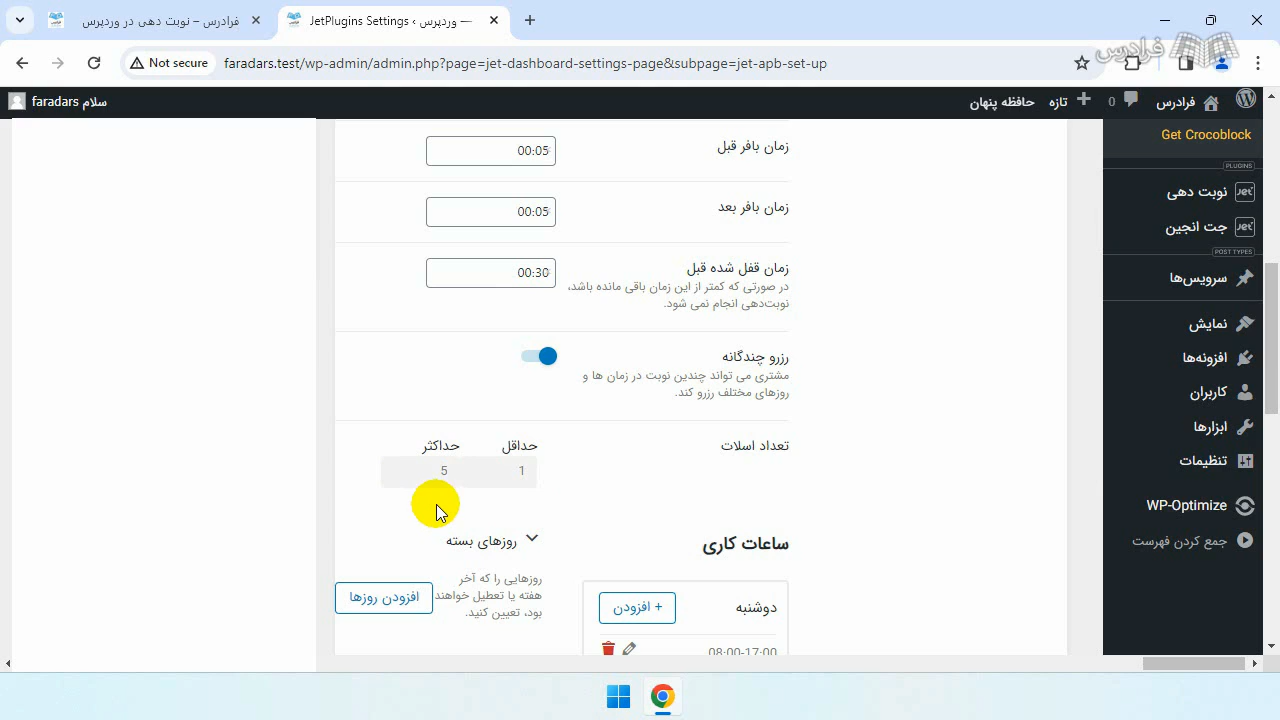 فرادرس – نوبت دهی در وردپرس
JetPlugins Settings ‹ وردپرس —
Not secure
faradars.test/wp-admin/admin.php?page=jet-dashboard-settings-page&subpage=jet-apb-set-up
فرادرس
فرادرس
0
تازه
حافظه پنهان
سلام faradars
Get Crocoblock
PLUGINS
نوبت دهی
جت انجین
POST TYPES
سرویس‌ها
نمایش
افزونه‌ها
کاربران
ابزارها
تنظیمات
WP-Optimize
جمع کردن فهرست
زمان بافر قبل
00:05
زمان بافر بعد
00:05
زمان قفل شده قبل
00:30
در صورتی که کمتر از این زمان باقی مانده باشد،
نوبت‌دهی انجام نمی شود.
رزرو چندگانه
مشتری می تواند چندین نوبت در زمان ها و
روزهای مختلف رزرو کند.
تعداد اسلات
حداقل
حداکثر
1
5
ساعات کاری
دوشنبه
+ افزودن
08:00-17:00
روزهای بسته
روزهایی را که آخر
هفته یا تعطیل خواهند
بود، تعیین کنید.
افزودن روزها